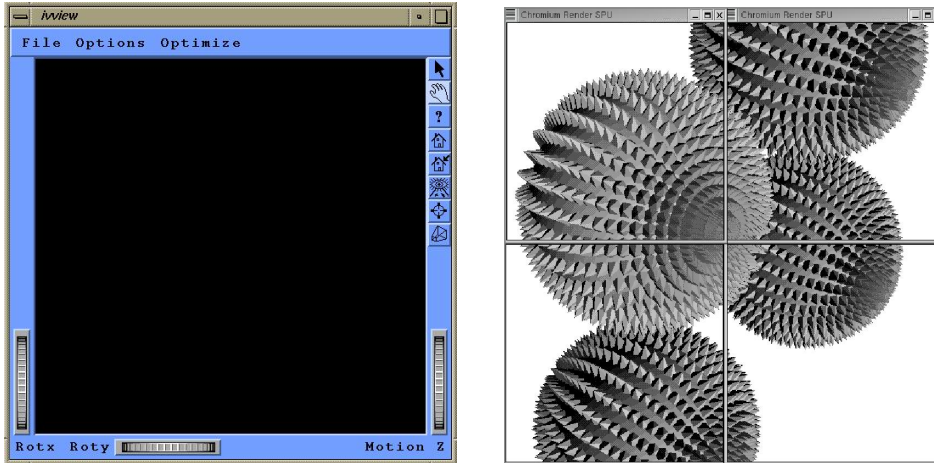 ivview
File Options Optimize
?
Rotx Roty Motion Z
Chromium Render SPU
Chromium Render SPU